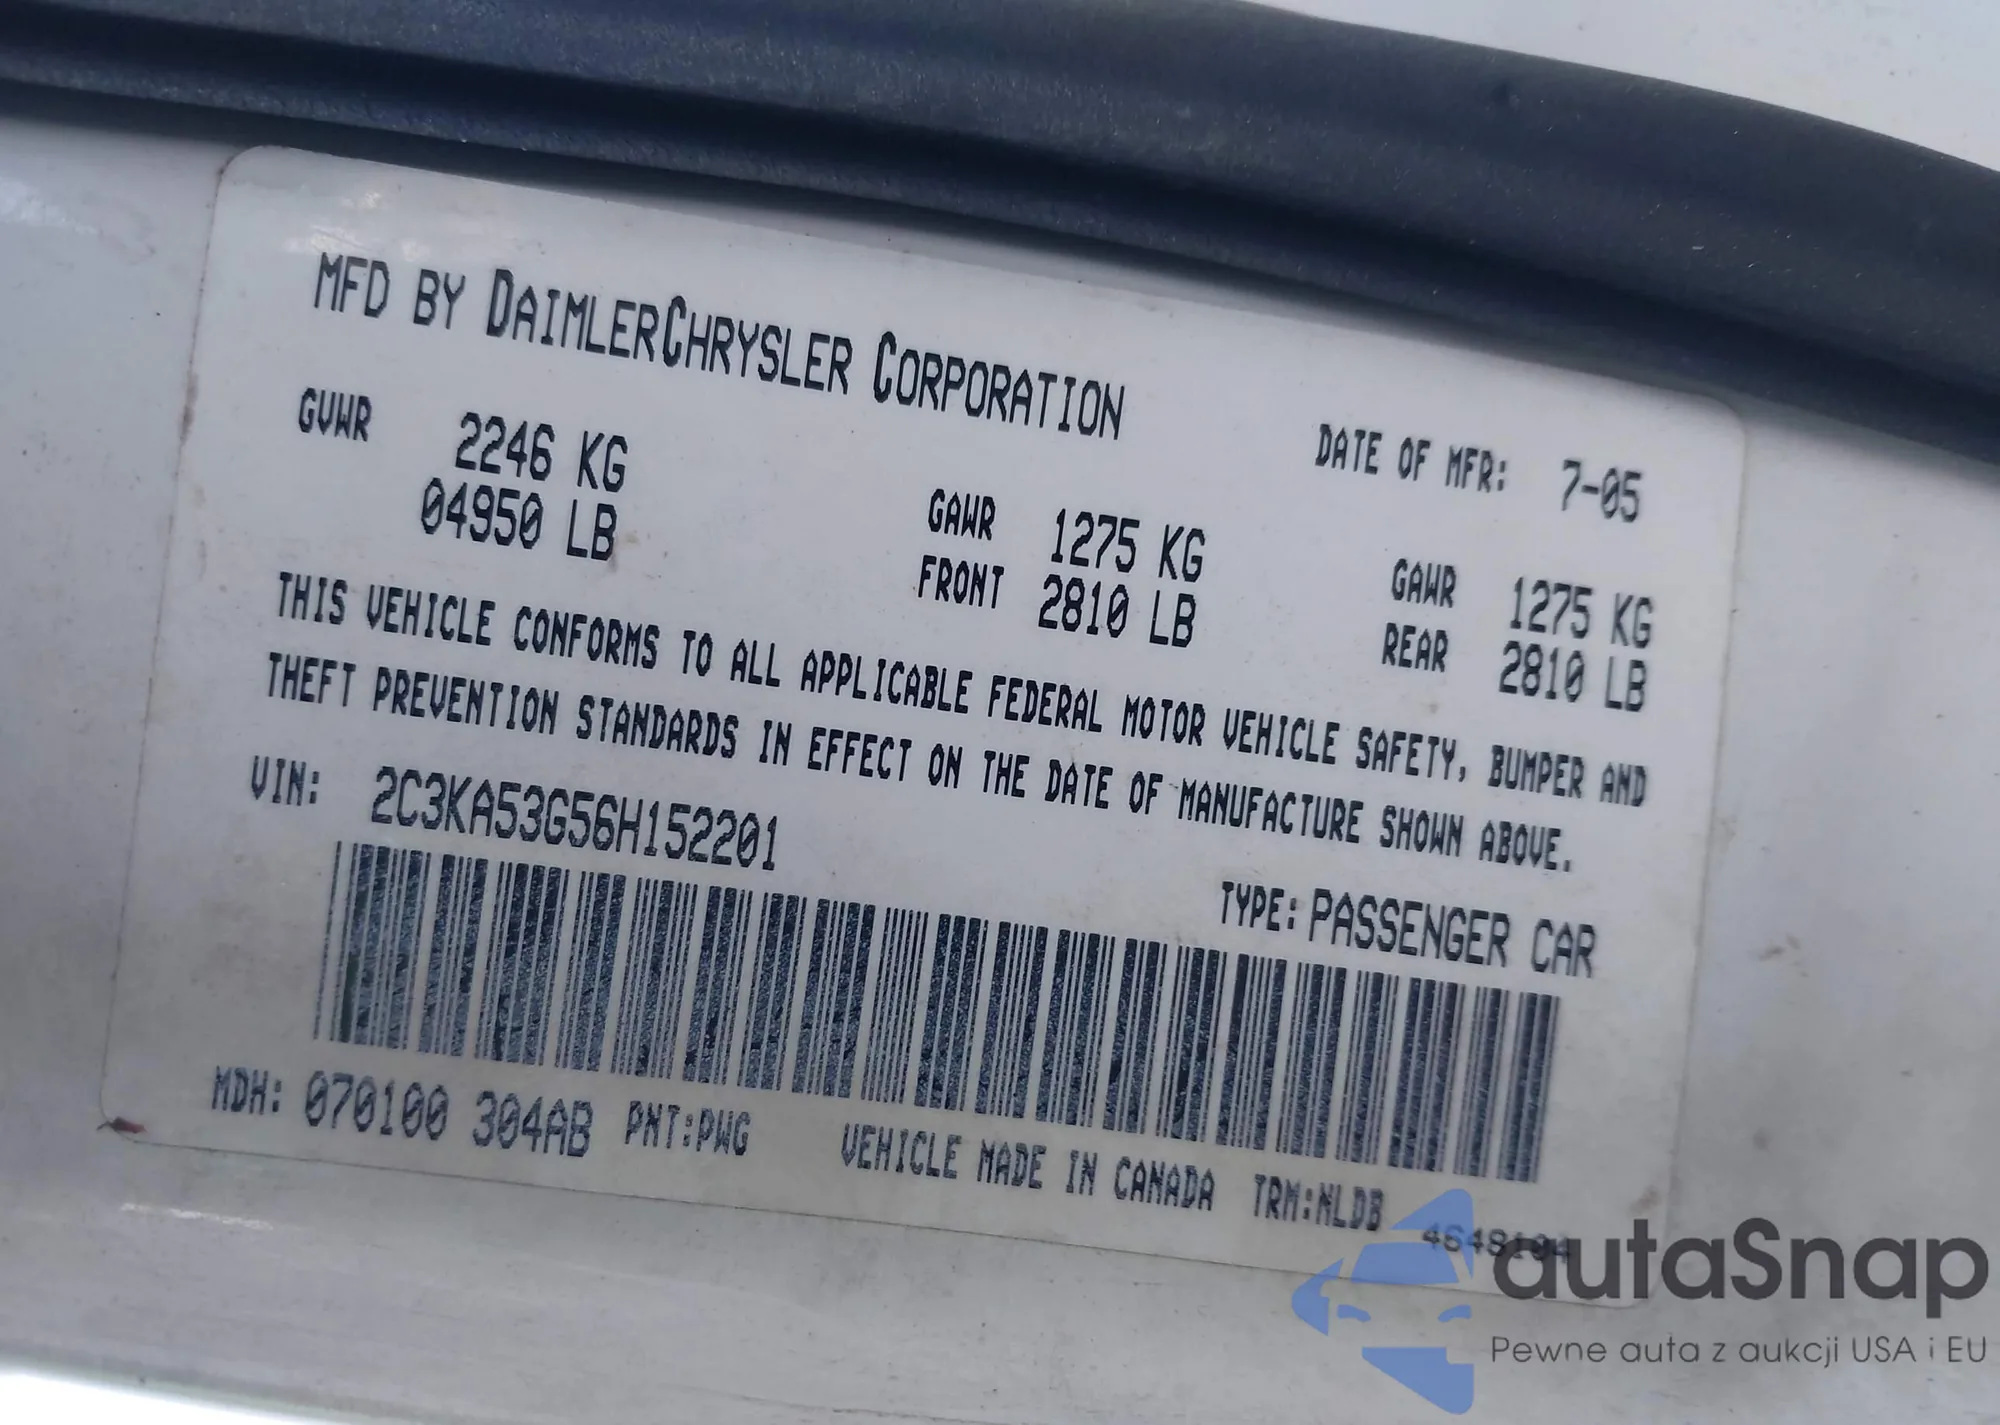 MFD BY DAIMLERCHRYSLER CORPORATION
DATE OF MFR: 7-05
GVWR 2246 KG
04950 LB
GAWR 1275 KG
FRONT 2810 LB
GAWR 1275 KG
REAR 2810 LB
THIS VEHICLE CONFORMS TO ALL APPLICABLE FEDERAL MOTOR VEHICLE SAFETY, BUMPER AND
THEFT PREVENTION STANDARDS IN EFFECT ON THE DATE OF MANUFACTURE SHOWN ABOVE.
VIN: 2C3KA53G56H152201
TYPE: PASSENGER CAR
MDH: 070100 304AB PNT:PWG VEHICLE MADE IN CANADA TRM:NLDB
4648104
autaSnap
Pewne auta z aukcji USA i EU